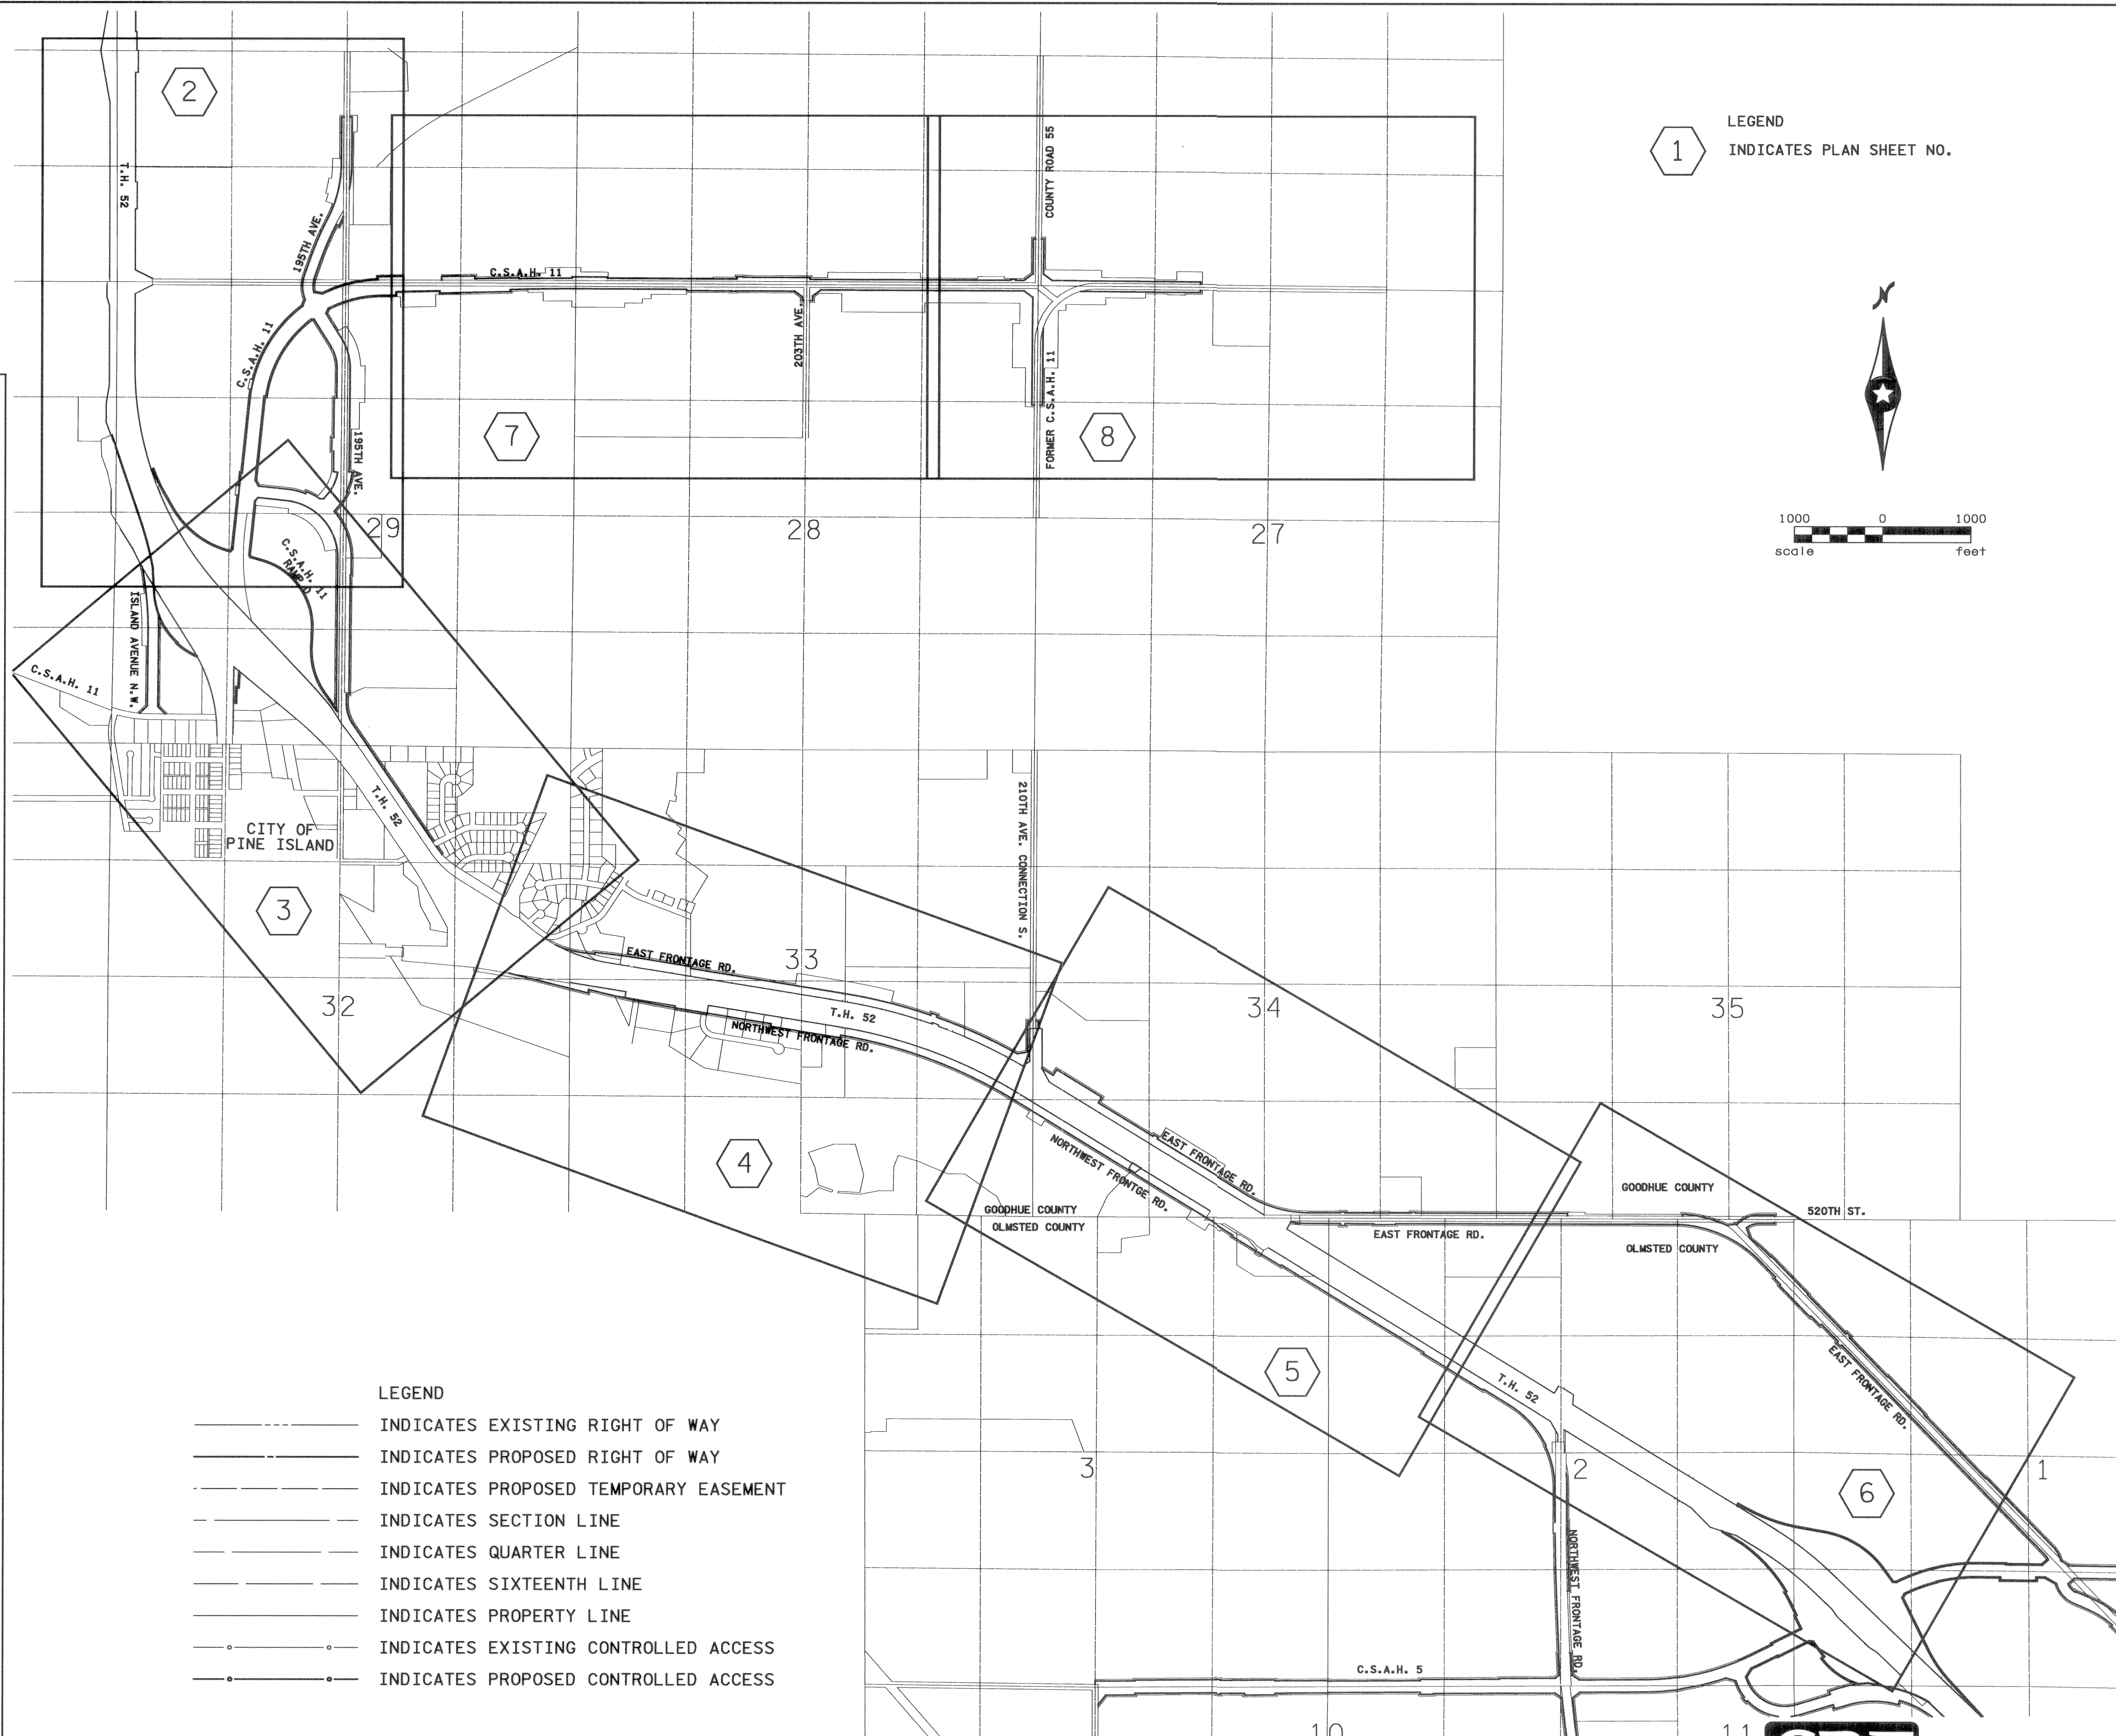 2
LEGEND
1
INDICATES PLAN SHEET NO.
T.H. 52
COUNTY ROAD 55
195TH AVE.
C.S.A.H. 11
N
C.S.A.H. 11
203TH AVE.
FORMER C.S.A.H. 11
7
8
195TH AVE.
29
28
27
1000 0 1000
scale feet
C.S.A.H. 11
RAMP D
ISLAND AVENUE N.W.
C.S.A.H. 11
T.H. 52
210TH AVE. CONNECTION S.
CITY OF
PINE ISLAND
3
EAST FRONTAGE RD.
33
32
T.H. 52
34
35
NORTHWEST FRONTAGE RD.
4
EAST FRONTAGE RD.
NORTHWEST FRONTGE RD.
GOODHUE COUNTY
GOODHUE COUNTY
OLMSTED COUNTY
520TH ST.
EAST FRONTAGE RD.
OLMSTED COUNTY
5
T.H. 52
EAST FRONTAGE RD.
3
2
1
6
NORTHWEST FRONTAGE RD.
C.S.A.H. 5
10
11
LEGEND
INDICATES EXISTING RIGHT OF WAY
INDICATES PROPOSED RIGHT OF WAY
INDICATES PROPOSED TEMPORARY EASEMENT
INDICATES SECTION LINE
INDICATES QUARTER LINE
INDICATES SIXTEENTH LINE
INDICATES PROPERTY LINE
INDICATES EXISTING CONTROLLED ACCESS
INDICATES PROPOSED CONTROLLED ACCESS